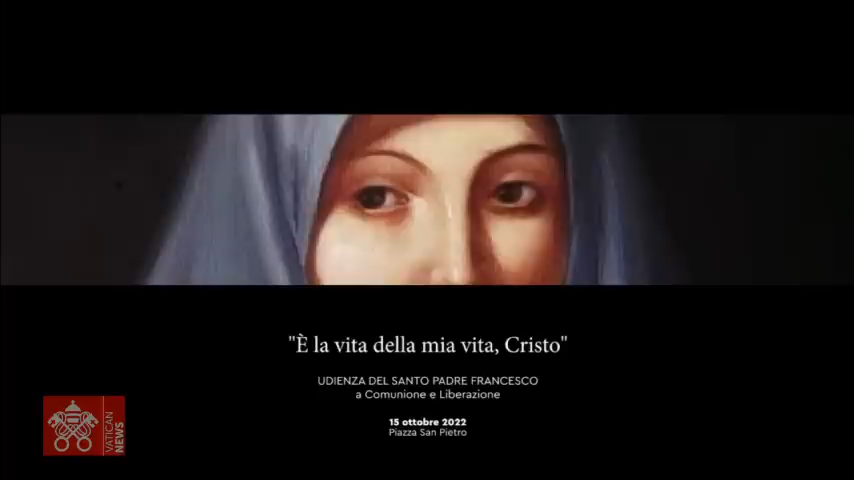 "È la vita della mia vita, Cristo"
UDIENZA DEL SANTO PADRE FRANCESCO
a Comunione e Liberazione
15 ottobre 2022
Piazza San Pietro
VATICAN
NEWS